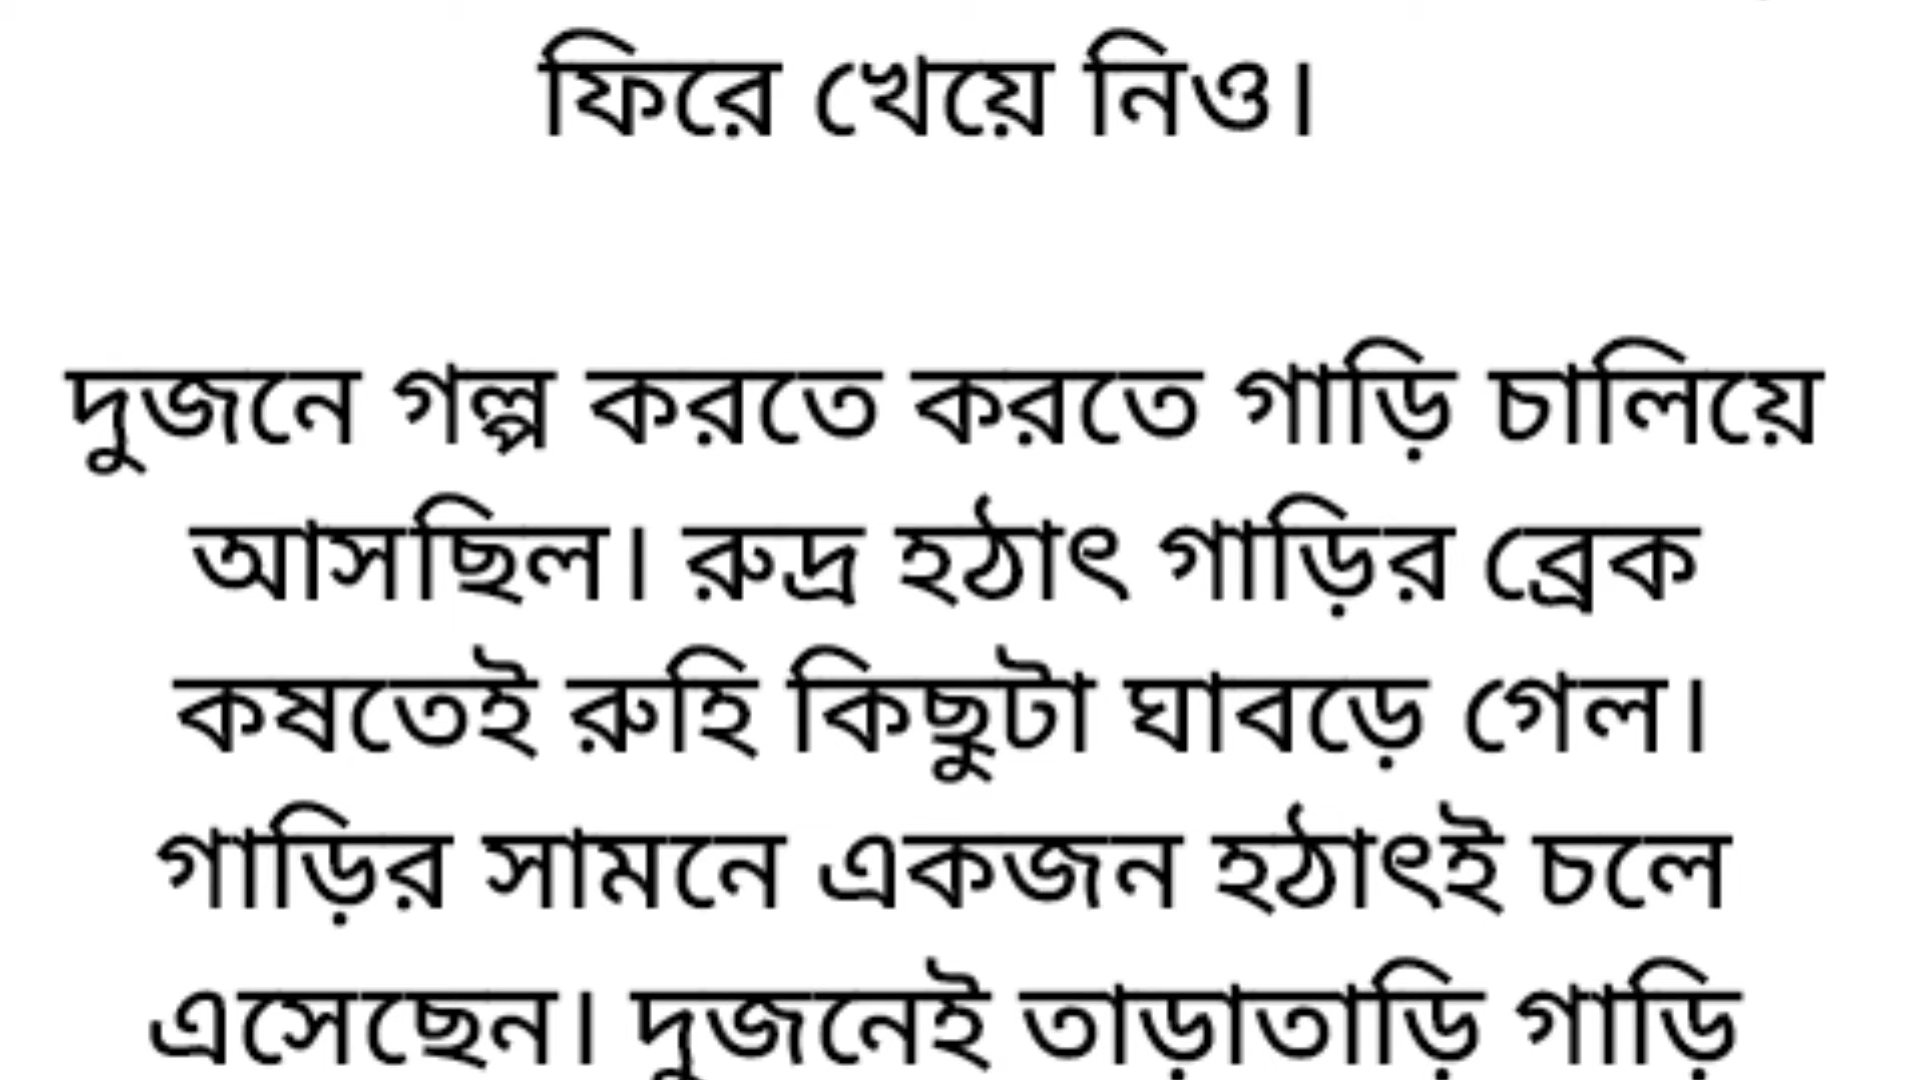 ফিরে খেয়ে নিও।
দুজনে গল্প করতে করতে গাড়ি চালিয়ে
আসছিল। রুদ্র হঠাৎ গাড়ির ব্রেক
কষতেই রুহি কিছুটা ঘাবড়ে গেল।
গাড়ির সামনে একজন হঠাৎই চলে
এসেছেন। দুজনেই তাড়াতাড়ি গাড়ি